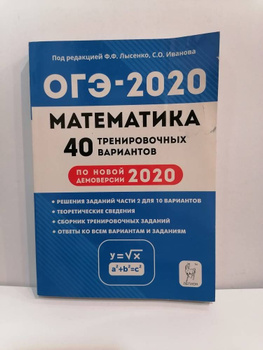 Под редакцией Ф.Ф. Лысенко, С.О. Иванова
ОГЭ-2020
МАТЕМАТИКА
40 ТРЕНИРОВОЧНЫХ
ВАРИАНТОВ
ПО НОВОЙ
ДЕМОВЕРСИИ 2020
• РЕШЕНИЯ ЗАДАНИЙ ЧАСТИ 2 ДЛЯ 10 ВАРИАНТОВ
• ТЕОРЕТИЧЕСКИЕ СВЕДЕНИЯ
• СБОРНИК ТРЕНИРОВОЧНЫХ ЗАДАНИЙ
• ОТВЕТЫ КО ВСЕМ ВАРИАНТАМ И ЗАДАНИЯМ
y=√x
a²+b²=c²